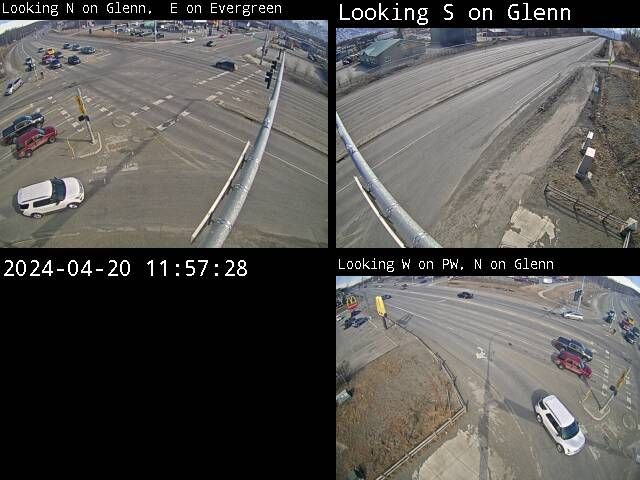 Looking N on Glenn,  E on Evergreen
Looking S on Glenn
2024-04-20 11:57:28
Looking W on PW, N on Glenn